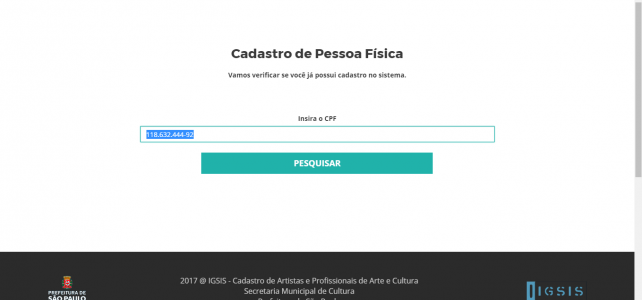 Cadastro de Pessoa Física
Vamos verificar se você já possui cadastro no sistema.
Insira o CPF
118.632.444-92
PESQUISAR
PREFEITURA DE
SÃO PAULO
2017 @ IGSIS - Cadastro de Artistas e Profissionais de Arte e Cultura
Secretaria Municipal de Cultura
IGSIS